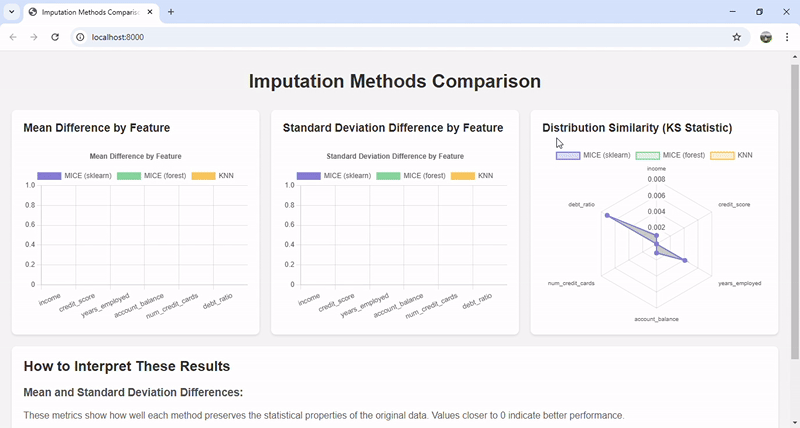 Imputation Methods Comparis
localhost:8000
Imputation Methods Comparison
Mean Difference by Feature
Mean Difference by Feature
MICE (sklearn) MICE (forest) KNN
1.0
0.8
0.6
0.4
0.2
0
income credit_score years_employed account_balance num_credit_cards debt_ratio
Standard Deviation Difference by Feature
Standard Deviation Difference by Feature
MICE (sklearn) MICE (forest) KNN
1.0
0.8
0.6
0.4
0.2
0
income credit_score years_employed account_balance num_credit_cards debt_ratio
Distribution Similarity (KS Statistic)
MICE (sklearn) MICE (forest) KNN
income
0.008
0.006
0.004
0.002
debt_ratio credit_score
num_credit_cards years_employed
account_balance
How to Interpret These Results
Mean and Standard Deviation Differences:
These metrics show how well each method preserves the statistical properties of the original data. Values closer to 0 indicate better performance.